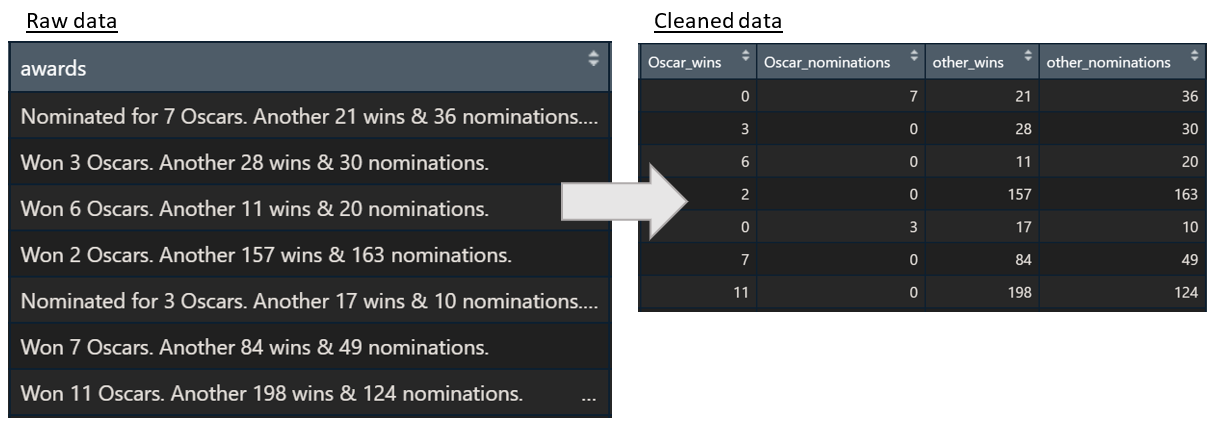 Raw data
awards
Nominated for 7 Oscars. Another 21 wins & 36 nominations....
Won 3 Oscars. Another 28 wins & 30 nominations.
Won 6 Oscars. Another 11 wins & 20 nominations.
Won 2 Oscars. Another 157 wins & 163 nominations.
Nominated for 3 Oscars. Another 17 wins & 10 nominations....
Won 7 Oscars. Another 84 wins & 49 nominations.
Won 11 Oscars. Another 198 wins & 124 nominations. ...
Cleaned data
Oscar_wins Oscar_nominations other_wins other_nominations
0 7 21 36
3 0 28 30
6 0 11 20
2 0 157 163
0 3 17 10
7 0 84 49
11 0 198 124